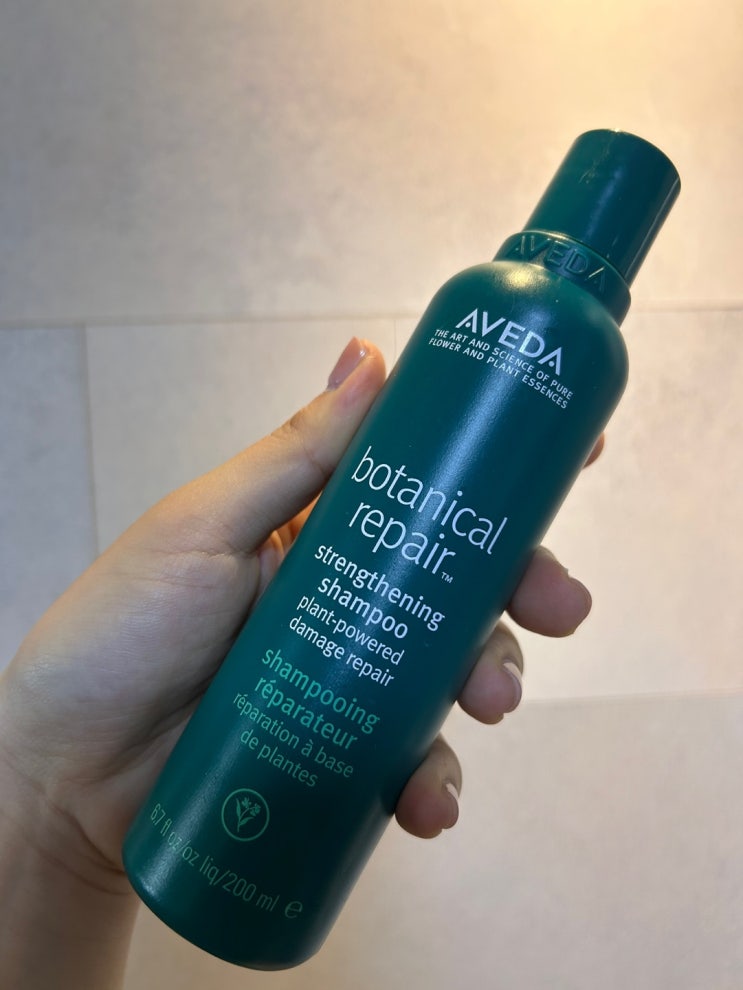 AVEDA
AVEDA
THE ART AND SCIENCE OF PURE
FLOWER AND PLANT ESSENCES
botanical
repair™
strengthening
shampoo
plant-powered
damage repair
shampooing
réparateur
réparation à base
de plantes
6.7 fl oz/oz liq/200 ml ℮